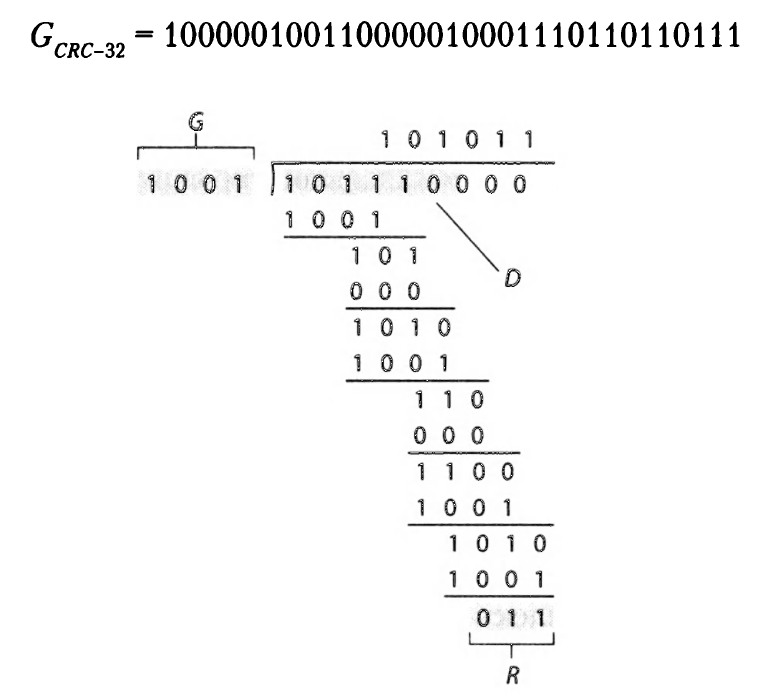 G CRC-32 = 100000100110000010001110110110111
G
1 0 1 0 1 1
1 0 0 1 1 0 1 1 1 0 0 0 0
1 0 0 1
1 0 1
D
0 0 0
1 0 1 0
1 0 0 1
1 1 0
0 0 0
1 1 0 0
1 0 0 1
1 0 1 0
1 0 0 1
0 1 1
R